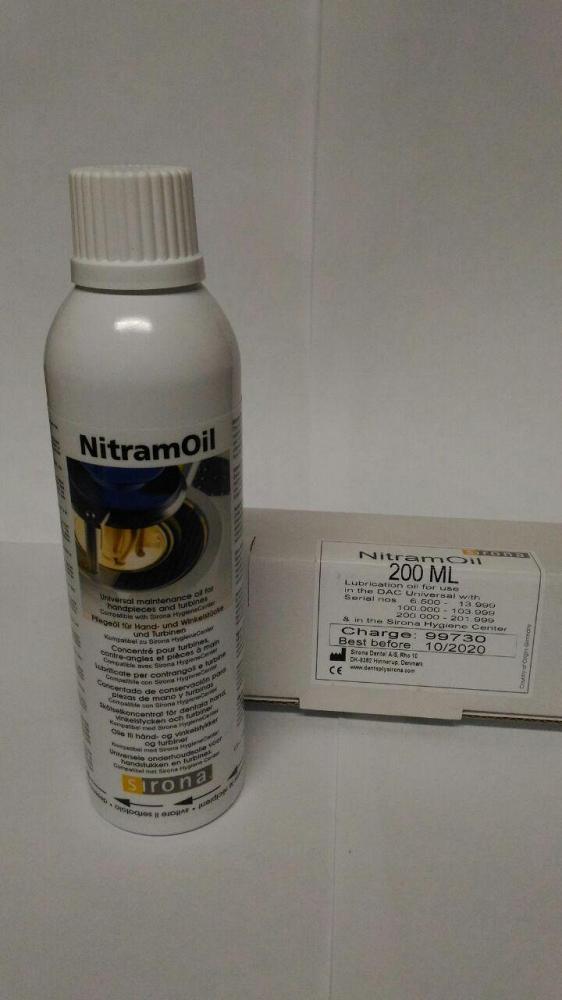 NitramOil
Universal maintenance oil for
handpieces and turbines
Compatible with Sirona HygieneCenter
Pflegeöl für Hand- und Winkelstücke
und Turbinen
Kompatibel zu Sirona HygieneCenter
Concentré pour turbines,
contre-angles et pièces à main
Compatible avec Sirona HygieneCenter
Lubrificante per contrangoli e turbine
Compatibile con Sirona HygieneCenter
Concentrado de conservación para
piezas de mano y turbinas
Compatible con Sirona HygieneCenter
Skötselkoncentrat för dentala hand,
vinkelstycken och turbiner
Kompatibel med Sirona HygieneCenter
Olie til hånd- og vinkelstykker
og turbiner
Kompatibel med Sirona HygieneCenter
Universele onderhoudsolie voor
handstukken en turbines
Compatibel met Sirona HygieneCenter
sirona
svitare il serbatoio
sirona
NitramOil
200 ML
Lubrication oil for use
in the DAC Universal with
Serial nos 6.500 - 13.999
100.000 - 103.999
200.000 - 201.999
& in the Sirona Hygiene Center
Charge: 99730
Best before 10/2020
Sirona Dental A/S, Rho 10
DK-8382 Hinnerup, Denmark
CE www.dentsplysirona.com
Country of Origin Germany